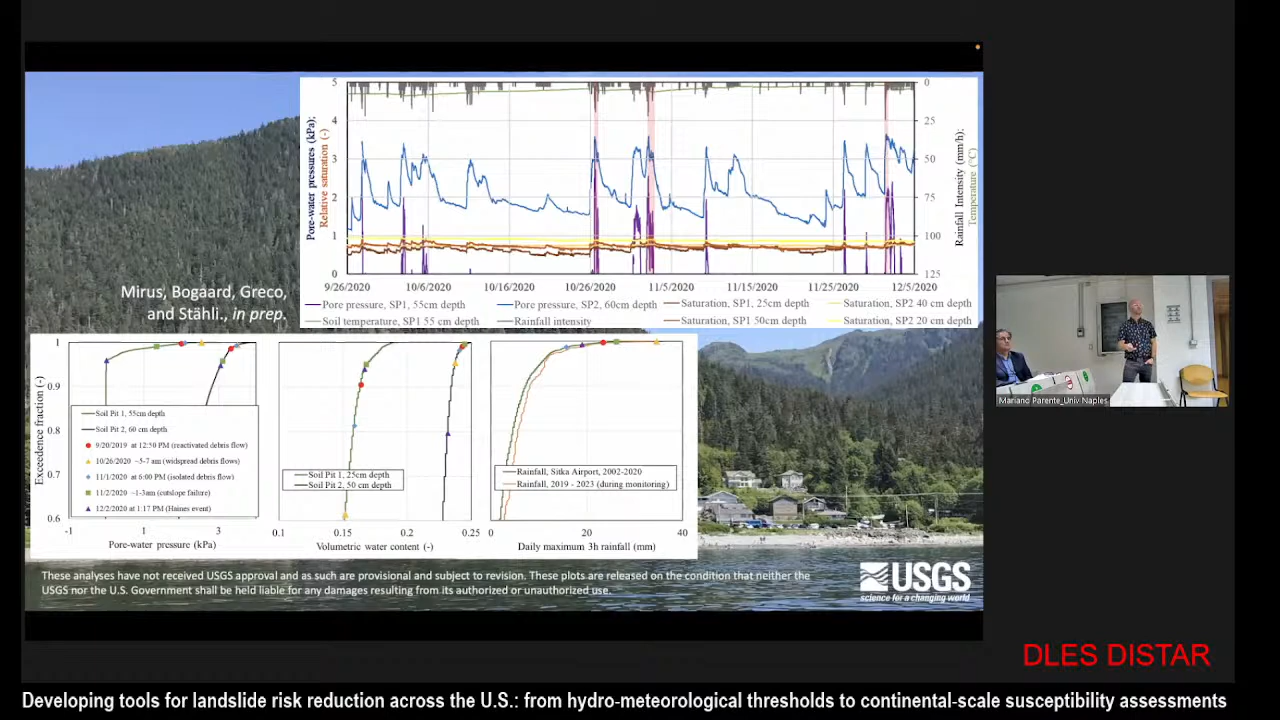 5
4
3
2
1
0
Pore-water pressures (kPa);
Relative saturation (-)
0
25
50
75
100
125
Rainfall Intensity (mm/h);
Temperature (°C)
9/26/2020 10/6/2020 10/16/2020 10/26/2020 11/5/2020 11/15/2020 11/25/2020 12/5/2020
Pore pressure, SP1, 55cm depth Pore pressure, SP2, 60cm depth Saturation, SP1, 25cm depth Saturation, SP2 40 cm depth
Soil temperature, SP1 55 cm depth Rainfall intensity Saturation, SP1 50cm depth Saturation, SP2 20 cm depth
Mirus, Bogaard, Greco,
and Stähli., in prep.
Exceedence fraction (-)
1
0.9
0.8
0.7
0.6
Soil Pit 1, 55cm depth
Soil Pit 2, 60 cm depth
9/20/2019 at 12:50 PM (reactivated debris flow)
10/26/2020 ~5-7 am (widspread debris flows)
11/1/2020 at 6:00 PM (isolated debris flow)
11/2/2020 ~1-3am (cutslope failure)
12/2/2020 at 1:17 PM (Haines event)
-1 1 3
Pore-water pressure (kPa)
Soil Pit 1, 25cm depth
Soil Pit 2, 50 cm depth
0.1 0.15 0.2 0.25
Volumetric water content (-)
Rainfall, Sitka Airport, 2002-2020
Rainfall, 2019 - 2023 (during monitoring)
0 20 40
Daily maximum 3h rainfall (mm)
These analyses have not received USGS approval and as such are provisional and subject to revision. These plots are released on the condition that neither the
USGS nor the U.S. Government shall be held liable for any damages resulting from its authorized or unauthorized use.
USGS
science for a changing world
Mariano Parente_Univ Naples
DLES DISTAR
Developing tools for landslide risk reduction across the U.S.: from hydro-meteorological thresholds to continental-scale susceptibility assessments